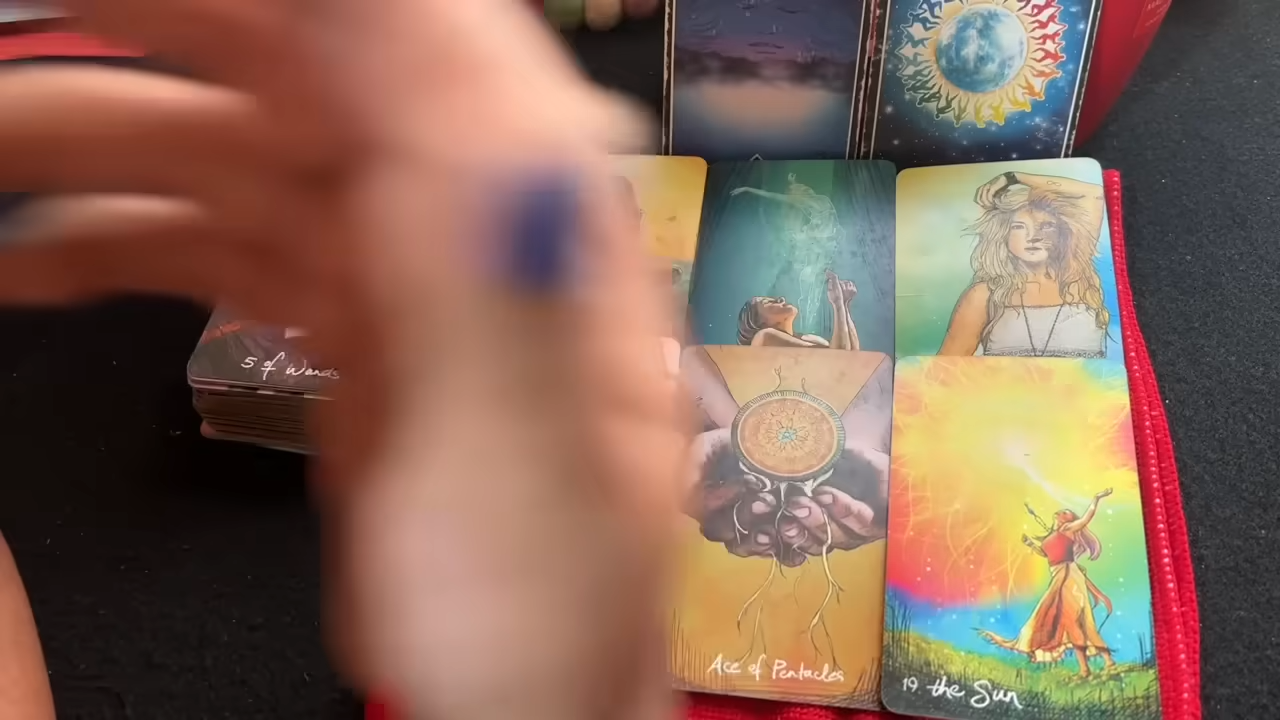 5 of Wands
Ace of Pentacles
19. the Sun